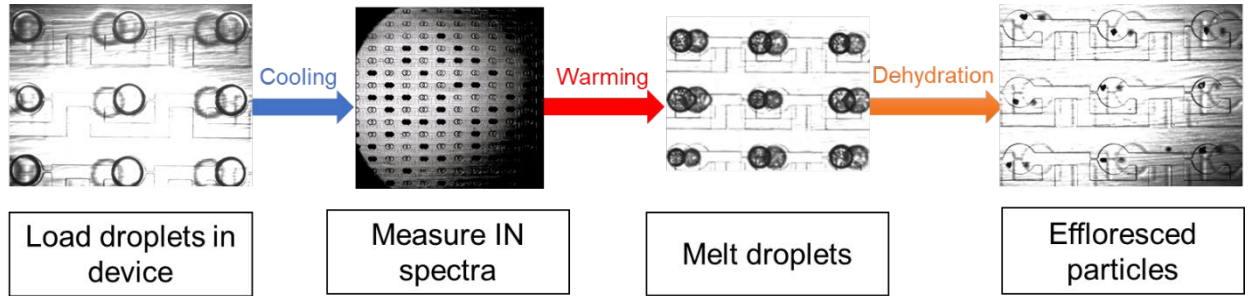 Cooling
Warming
Dehydration
Load droplets in
device
Measure IN
spectra
Melt droplets
Effloresced
particles